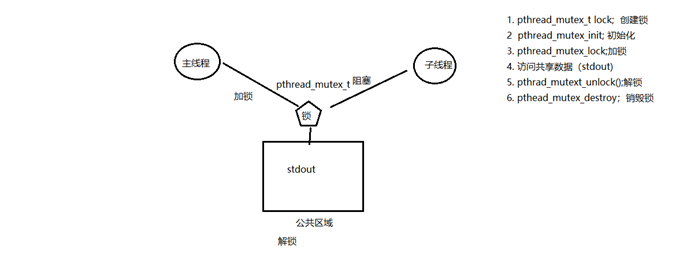 主线程
子线程
pthread_mutex_t 阻塞
加锁
锁
stdout
公共区域
解锁
1. pthread_mutex_t lock; 创建锁
2 pthread_mutex_init; 初始化
3. pthread_mutex_lock;加锁
4. 访问共享数据（stdout)
5. pthrad_mutext_unlock();解锁
6. pthead_mutex_destroy；销毁锁